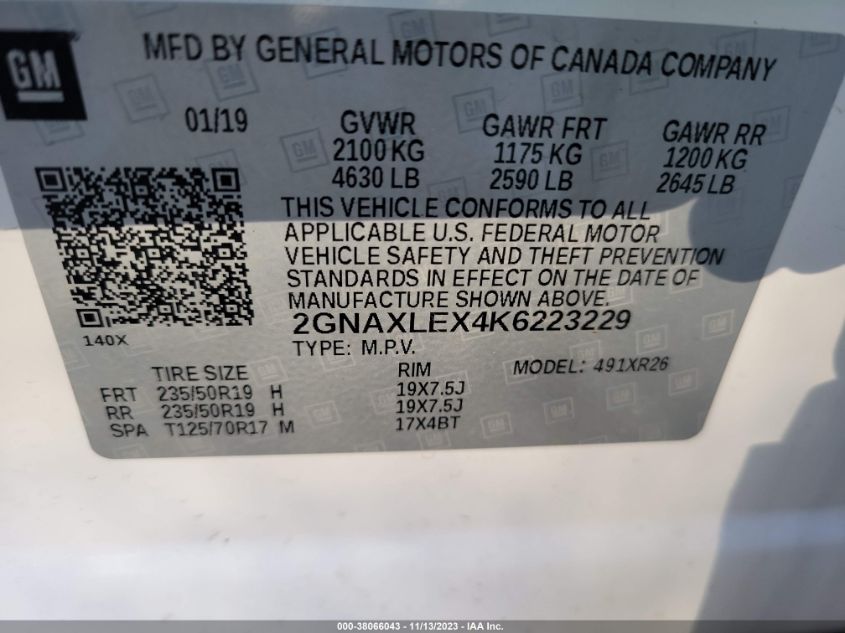 GM
MFD BY GENERAL MOTORS OF CANADA COMPANY
01/19 GVWR GAWR FRT GAWR RR
2100 KG 1175 KG 1200 KG
4630 LB 2590 LB 2645 LB
THIS VEHICLE CONFORMS TO ALL
APPLICABLE U.S. FEDERAL MOTOR
VEHICLE SAFETY AND THEFT PREVENTION
STANDARDS IN EFFECT ON THE DATE OF
MANUFACTURE SHOWN ABOVE.
2GNAXLEX4K6223229
140X
TYPE: M.P.V.
TIRE SIZE RIM MODEL: 491XR26
FRT 235/50R19 H 19X7.5J
RR 235/50R19 H 19X7.5J
SPA T125/70R17 M 17X4BT
000-38066043 - 11/13/2023 - IAA Inc.